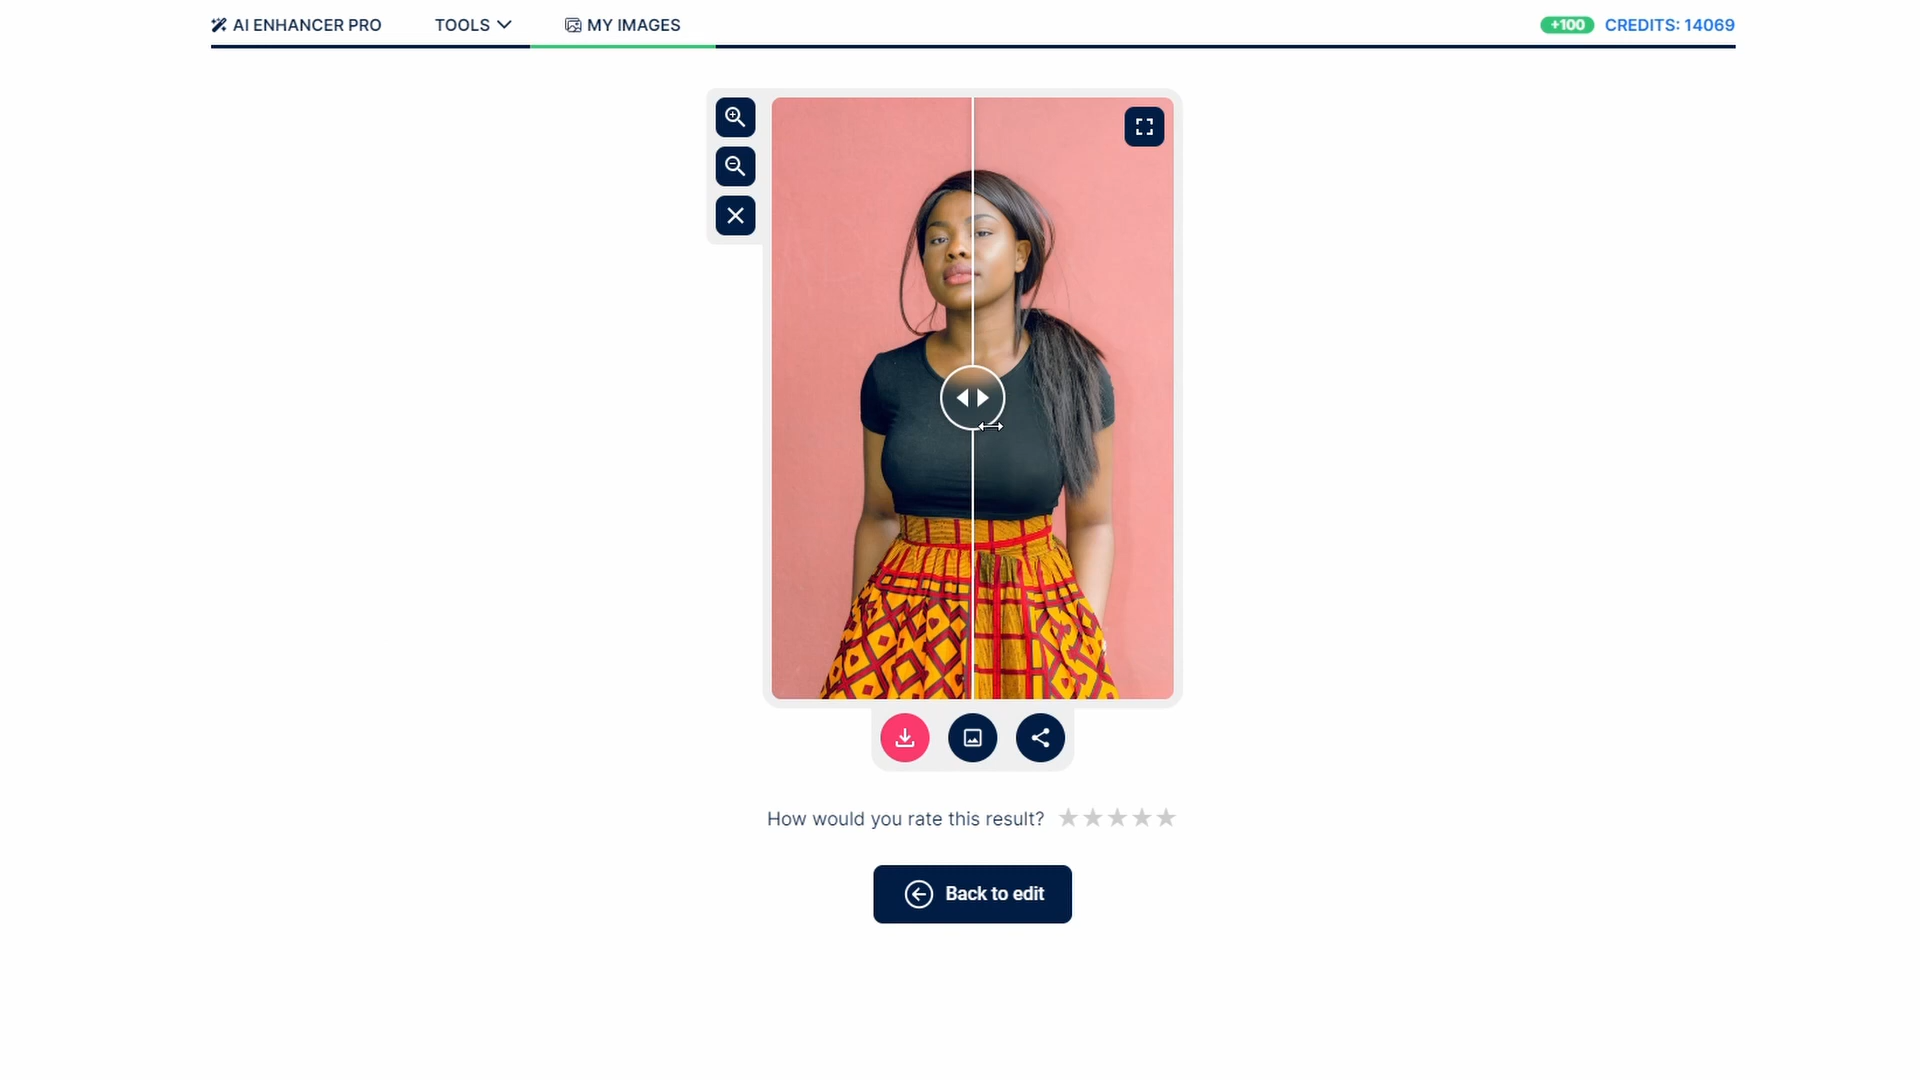 AI ENHANCER PRO
TOOLS
MY IMAGES
+100
CREDITS: 14069
How would you rate this result?
Back to edit